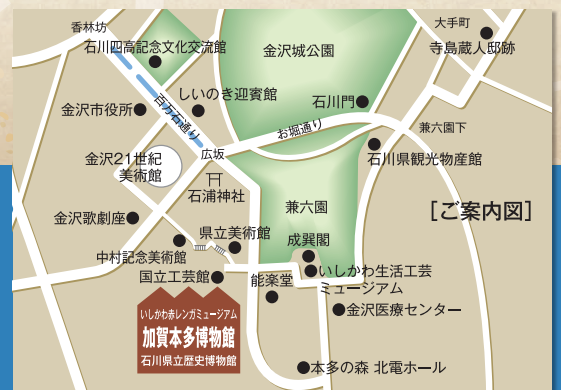 香林坊
大手町
石川四高記念文化交流館
金沢城公園
寺島蔵人邸跡
しいのき迎賓館
石川門
金沢市役所
百万石通り
お堀通り
兼六園下
金沢21世紀
美術館
広坂
石川県観光物産館
石浦神社
兼六園
[ご案内図]
金沢歌劇座
県立美術館
成巽閣
中村記念美術館
国立工芸館
能楽堂
いしかわ生活工芸
ミュージアム
いしかわ赤レンガミュージアム
加賀本多博物館
石川県立歴史博物館
金沢医療センター
本多の森 北電ホール